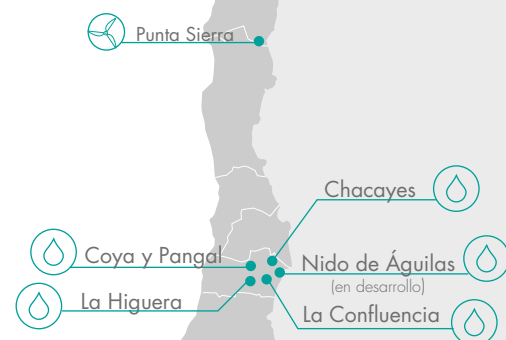 Punta Sierra
Chacayes
Coya y Pangal
Nido de Águilas
(en desarrollo)
La Higuera
La Confluencia